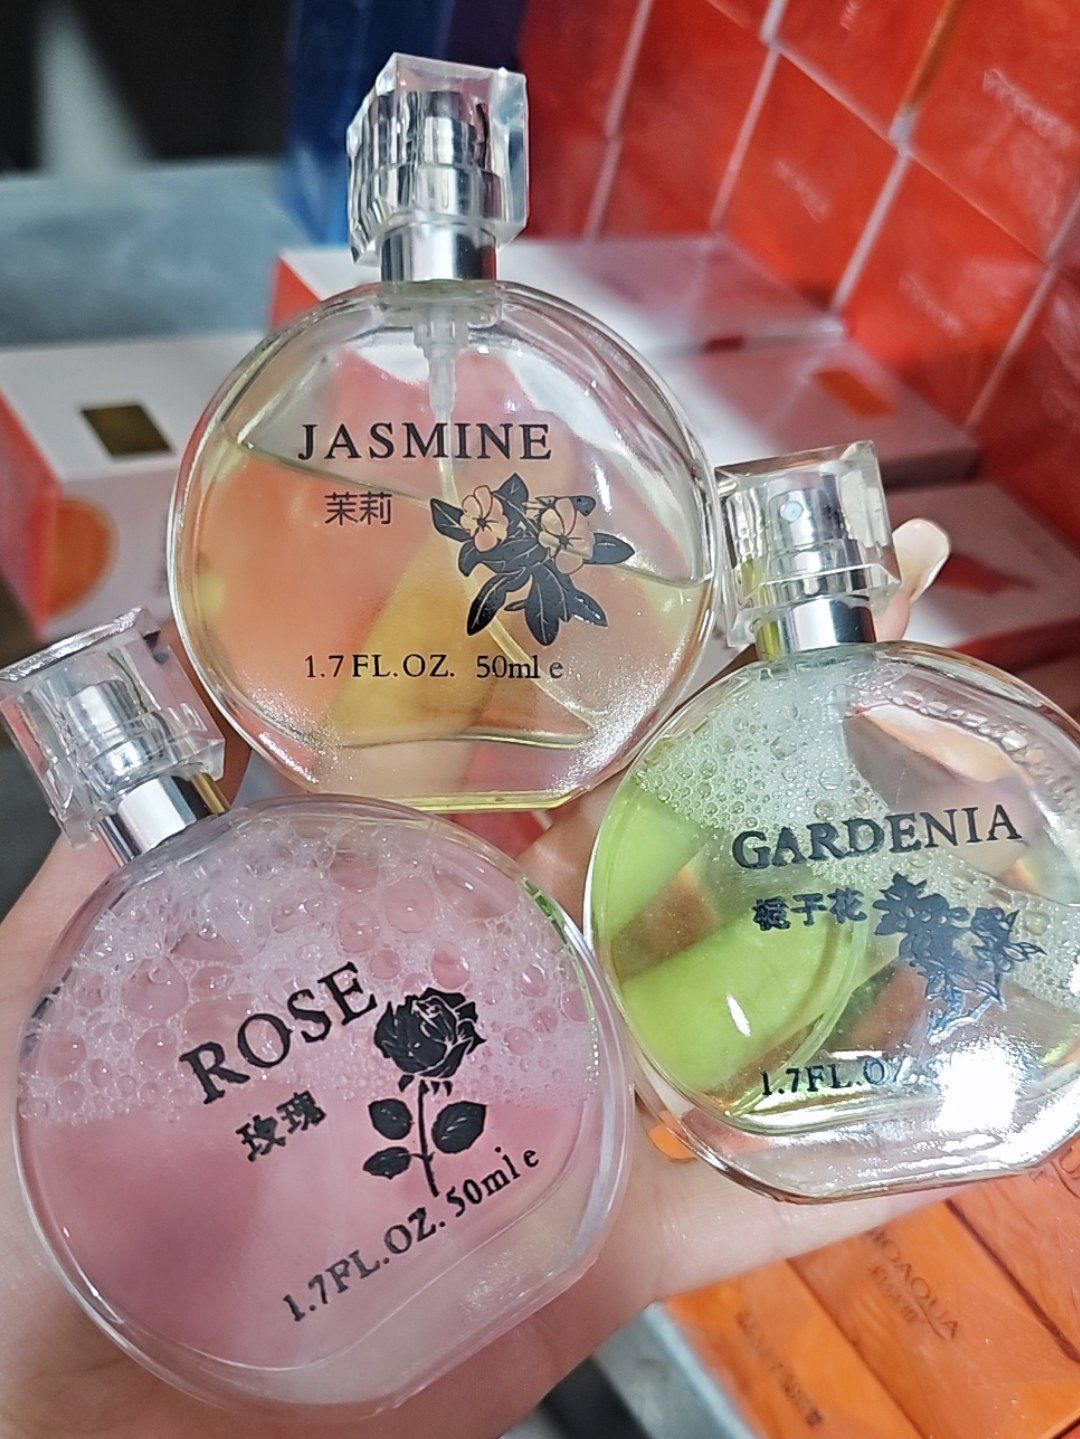 JASMINE
茉莉
1.7 FL.OZ. 50ml e
GARDENIA
栀子花
1.7FL.O
ROSE
玫瑰
1.7FL.OZ. 50ml e
BIOAQUA